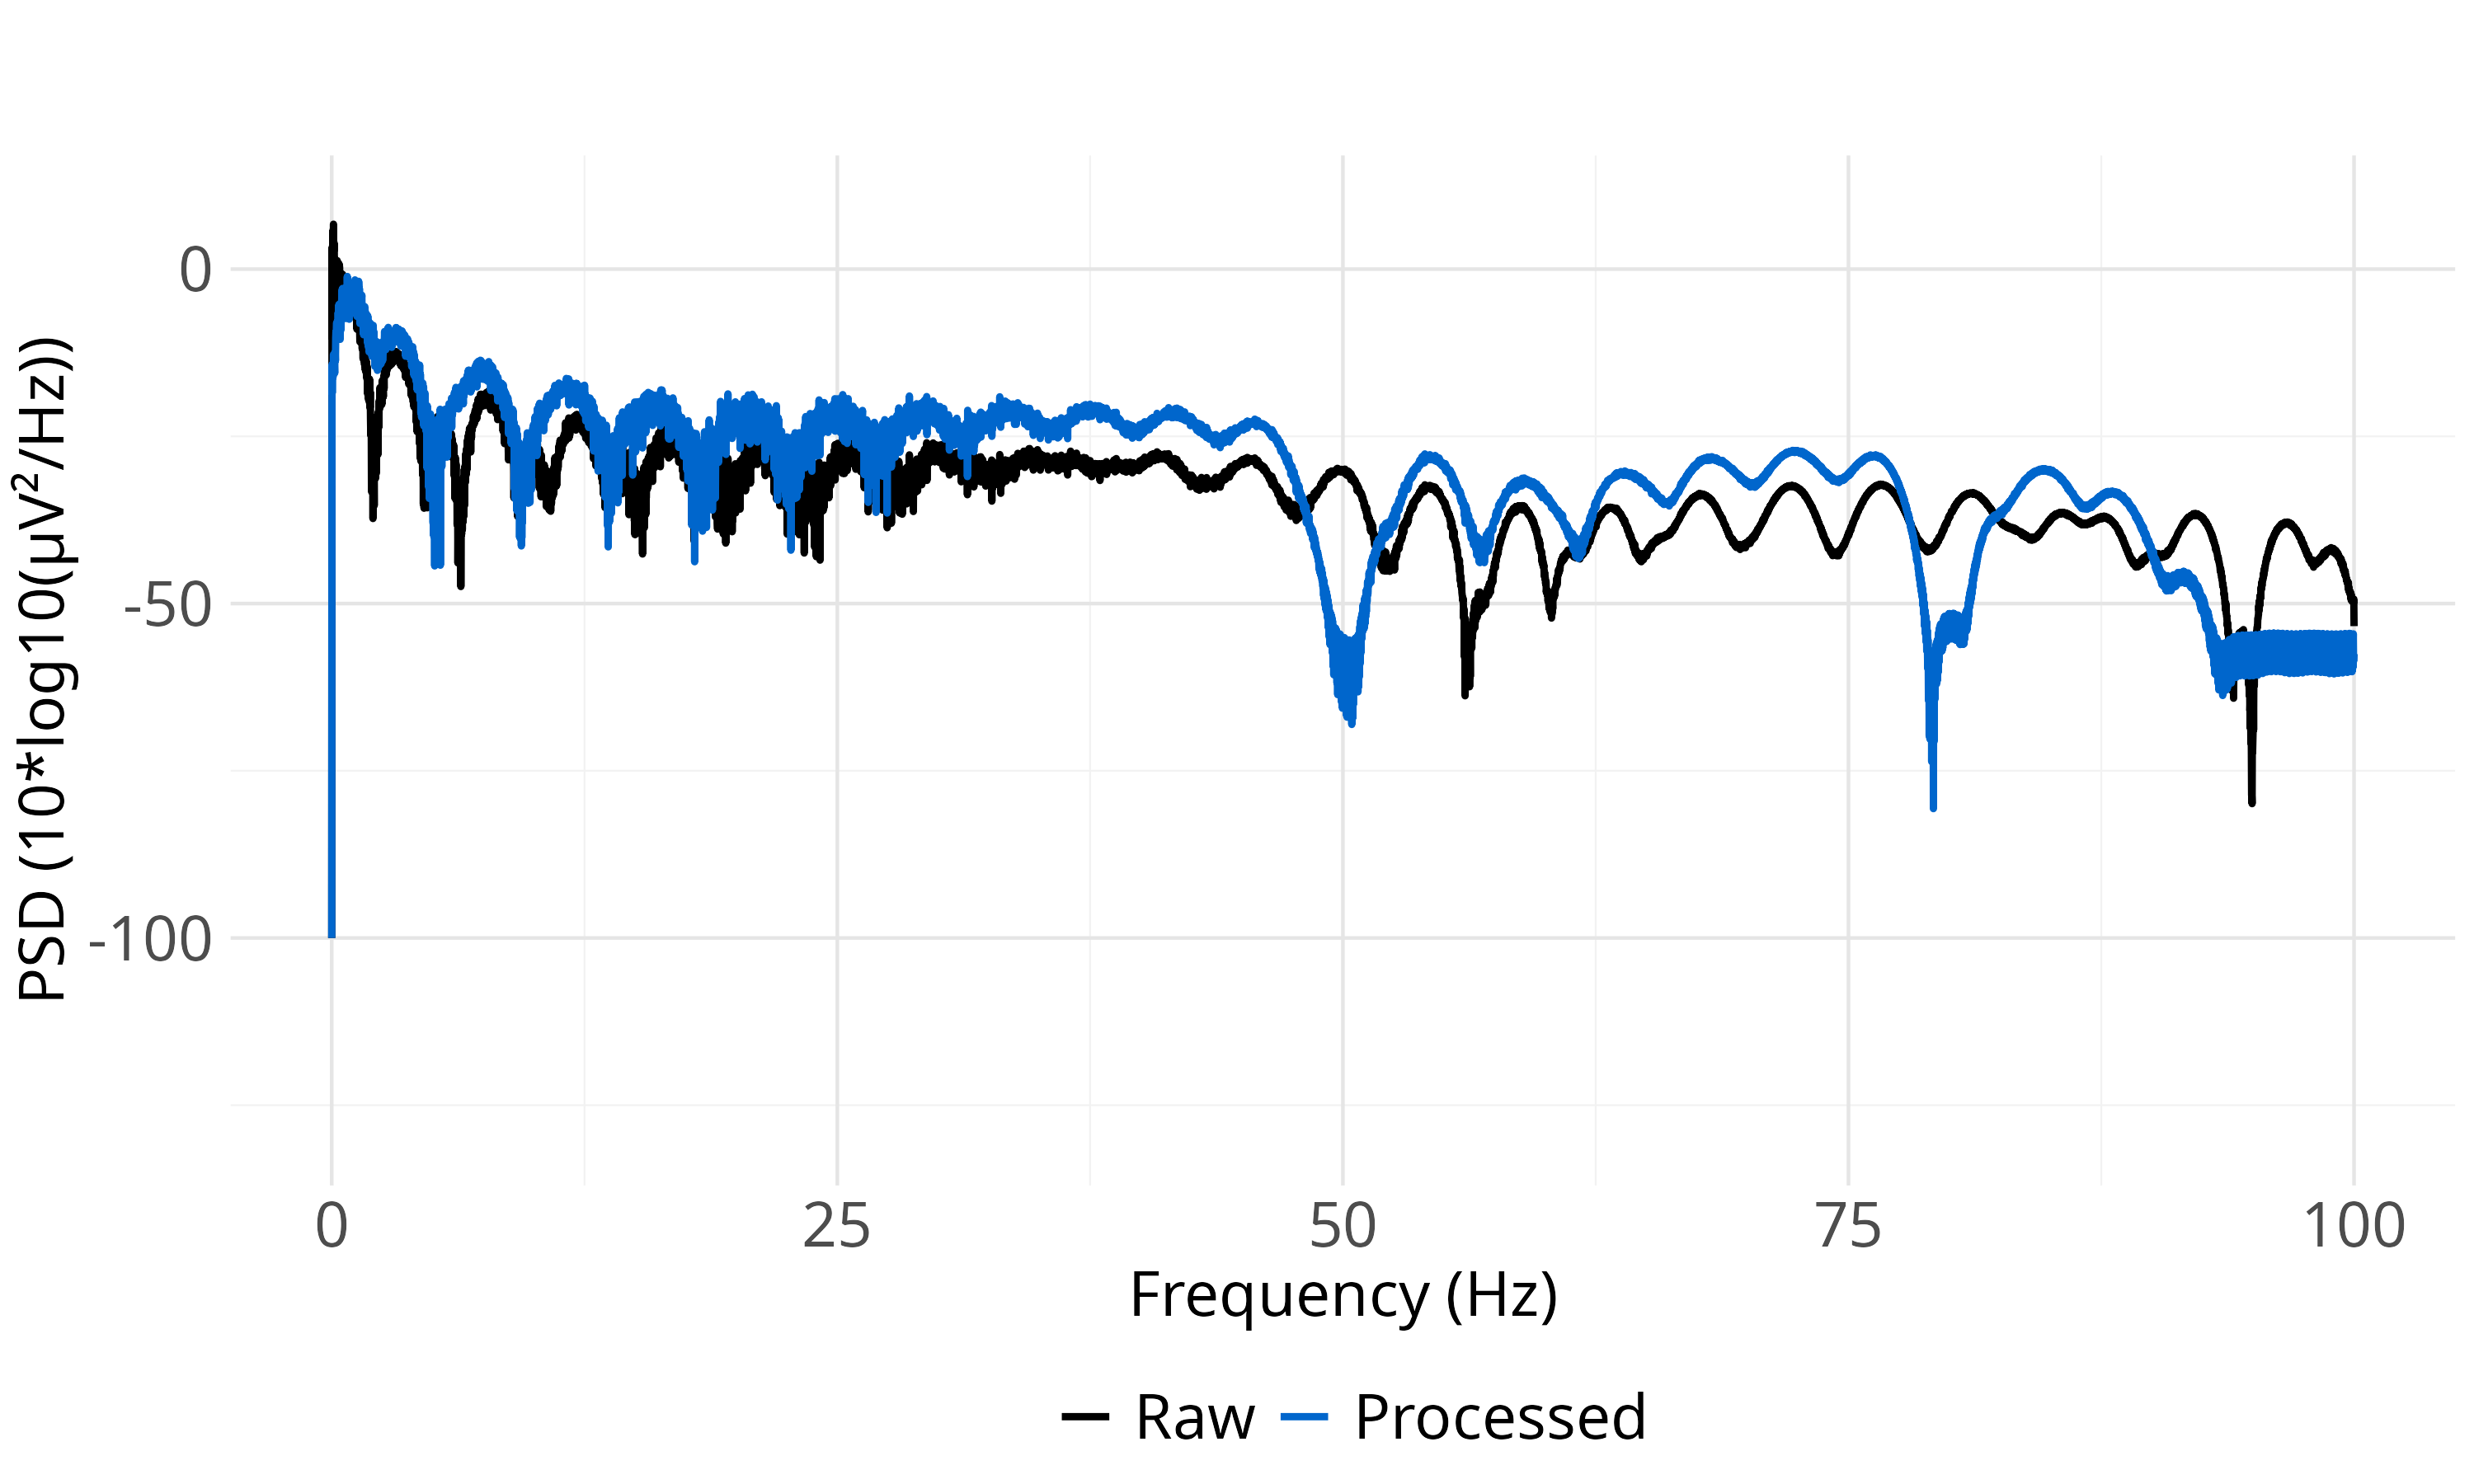 PSD (10*log10(µV²/Hz))
0
-50
-100
0 25 50 75 100
Frequency (Hz)
Raw Processed